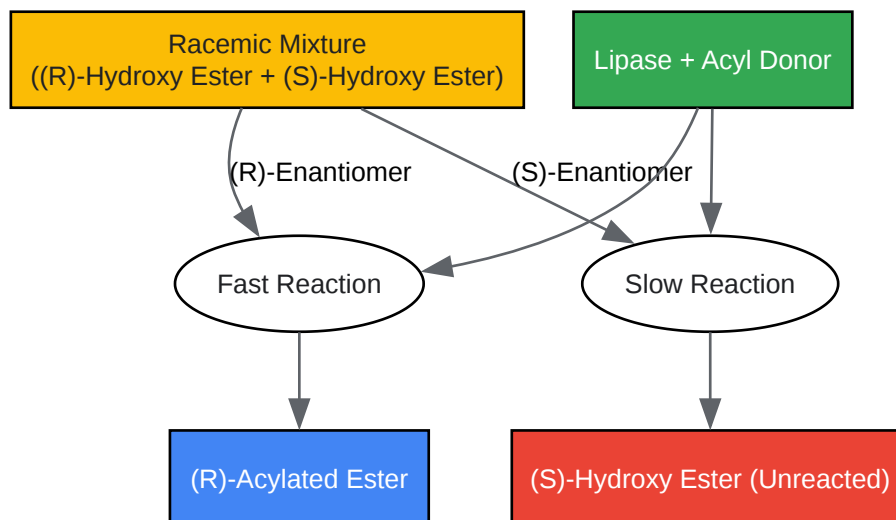 Racemic Mixture
((R)-Hydroxy Ester + (S)-Hydroxy Ester)
Lipase + Acyl Donor
(R)-Enantiomer
(S)-Enantiomer
Fast Reaction
Slow Reaction
(R)-Acylated Ester
(S)-Hydroxy Ester (Unreacted)